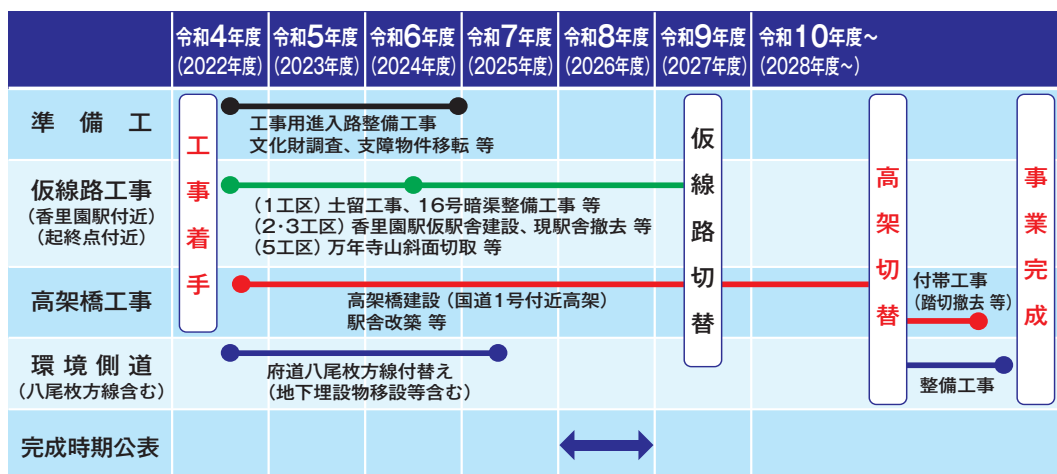 令和4年度
(2022年度)
令和5年度
(2023年度)
令和6年度
(2024年度)
令和7年度
(2025年度)
令和8年度
(2026年度)
令和9年度
(2027年度)
令和10年度~
(2028年度~)
工事着手
仮線路切替
高架切替
事業完成
準備工
工事用進入路整備工事
文化財調査、支障物件移転 等
仮線路工事
(香里園駅付近)
(起終点付近)
(1工区)土留工事、16号暗渠整備工事 等
(2・3工区)香里園駅仮駅舎建設、現駅舎撤去 等
(5工区)万年寺山斜面切取 等
高架橋工事
高架橋建設(国道1号付近高架)
駅舎改築 等
付帯工事
(踏切撤去 等)
環境側道
(八尾枚方線含む)
府道八尾枚方線付替え
(地下埋設物移設等含む)
整備工事
完成時期公表